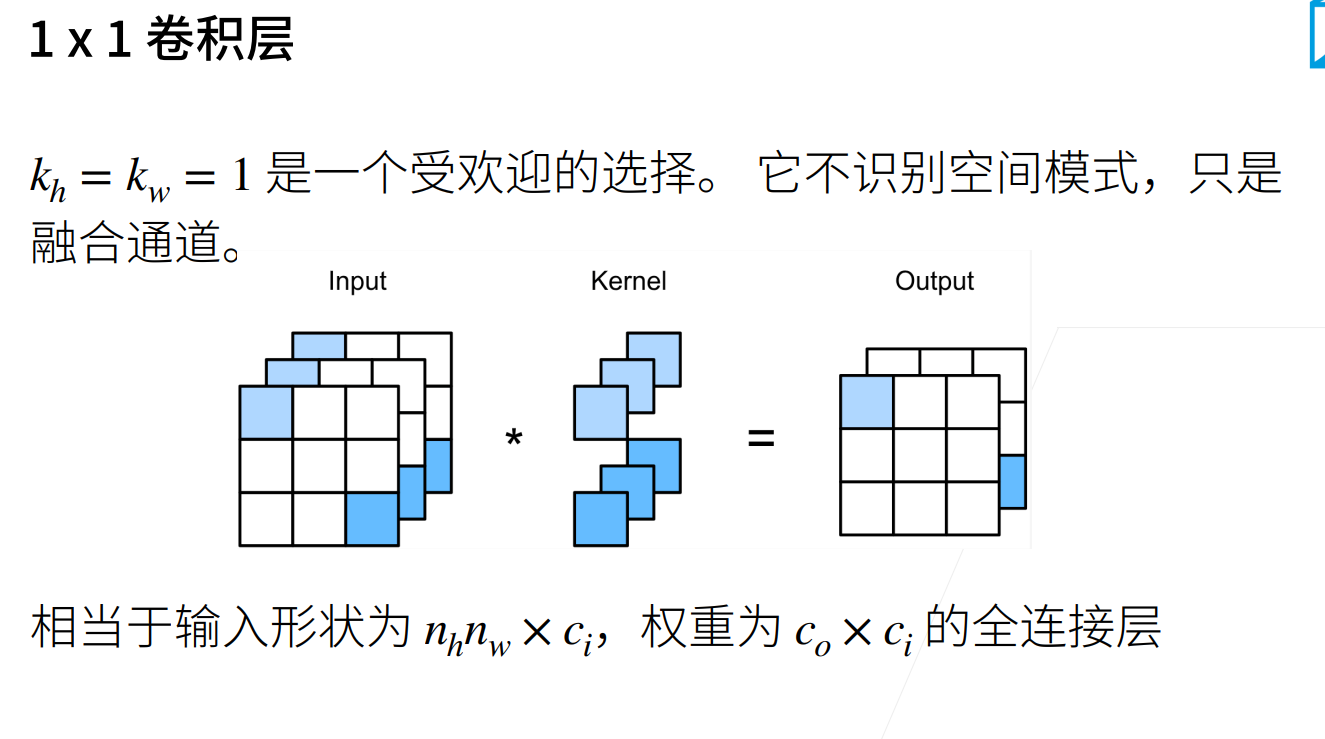 1 x 1 卷积层
k_h = k_w = 1 是一个受欢迎的选择。 它不识别空间模式，只是
融合通道。
Input Kernel Output
* =
相当于输入形状为 n_h n_w × c_i，权重为 c_o × c_i 的全连接层